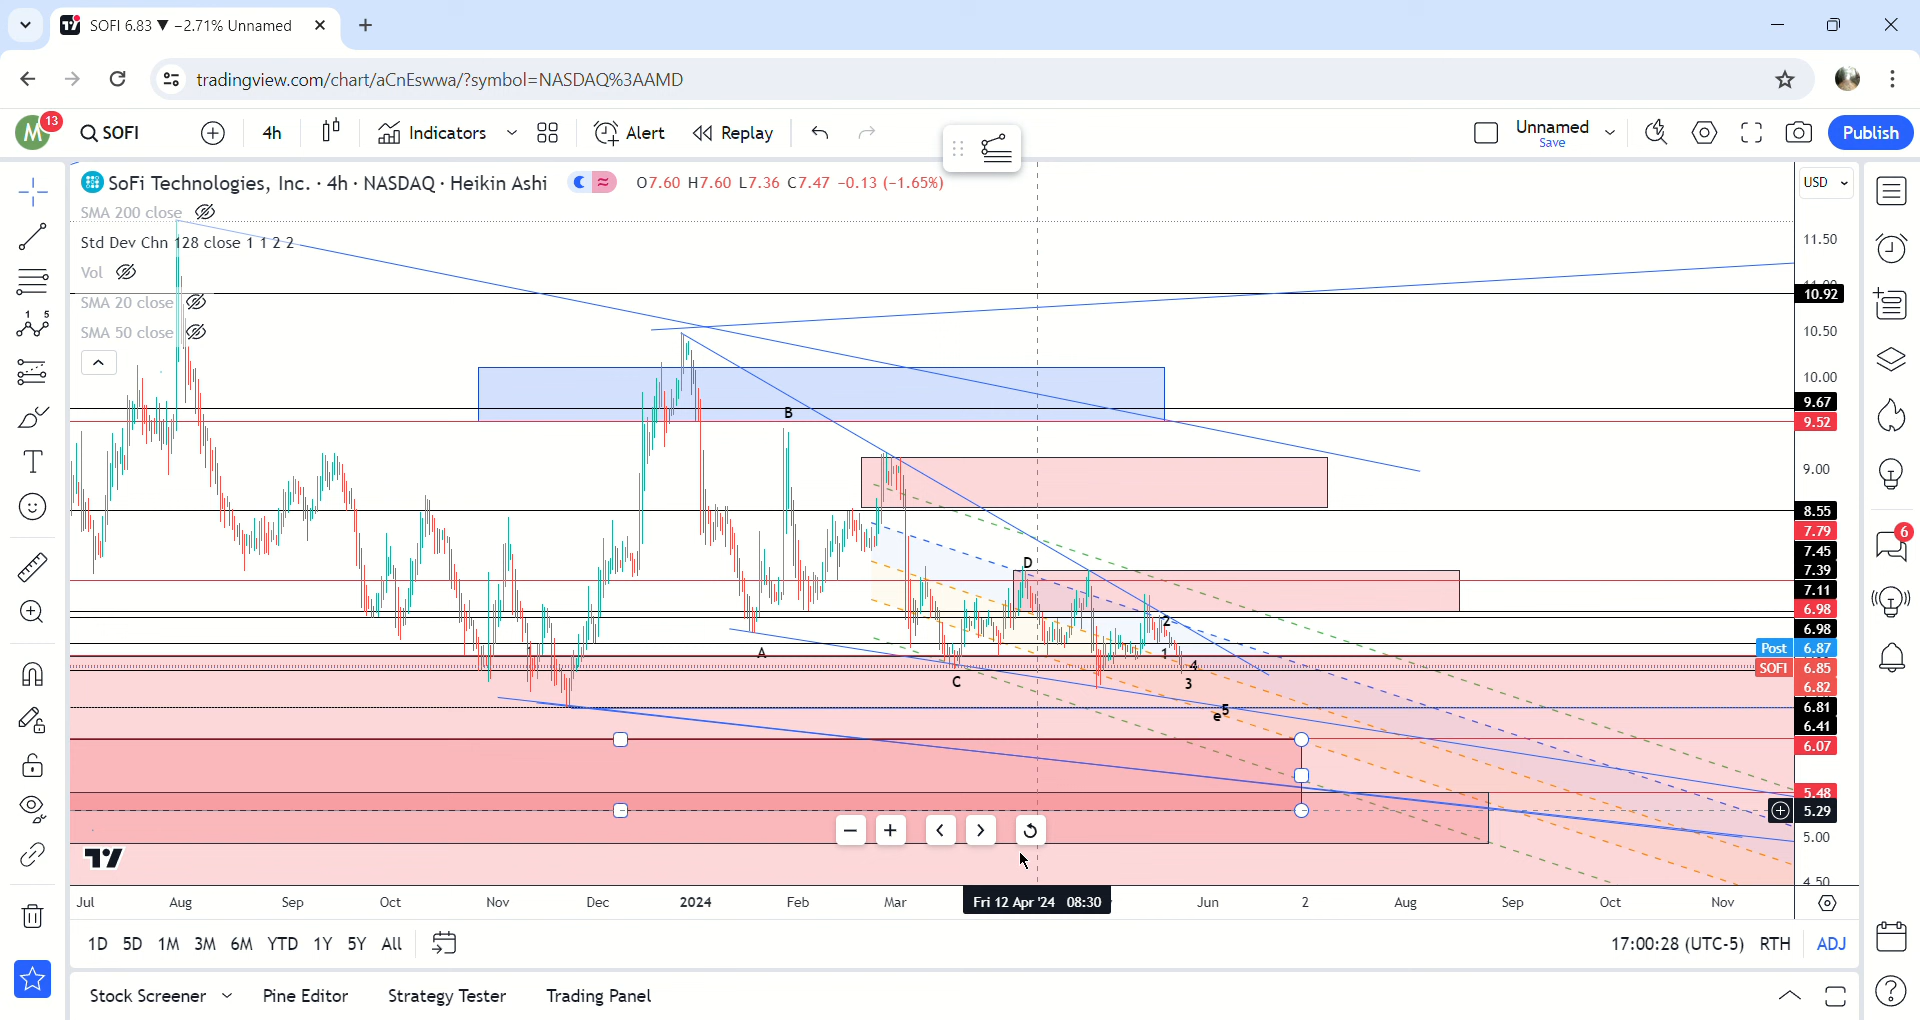 SOFI 6.83 ▼ −2.71% Unnamed
tradingview.com/chart/aCnEswwa/?symbol=NASDAQ%3AAMD
M 13 SOFI 4h Indicators Alert Replay Unnamed Publish
Save
SoFi Technologies, Inc. · 4h · NASDAQ · Heikin Ashi O7.60 H7.60 L7.36 C7.47 −0.13 (−1.65%) USD
SMA 200 close
Std Dev Chn 128 close 1 1 2 2
Vol
SMA 20 close
SMA 50 close
11.50
10.92
10.50
10.00
9.67
9.52
9.00
8.55
7.79
7.45
7.39
7.11
6.98
6.98
Post 6.87
SOFI 6.85
6.82
6.81
6.41
6.07
5.48
5.29
5.00
4.50
B
D
A
C
2
1
4
3
e5
1 5
6
Jul Aug Sep Oct Nov Dec 2024 Feb Mar Fri 12 Apr '24 08:30 Jun 2 Aug Sep Oct Nov
1D 5D 1M 3M 6M YTD 1Y 5Y All 17:00:28 (UTC-5) RTH ADJ
Stock Screener Pine Editor Strategy Tester Trading Panel